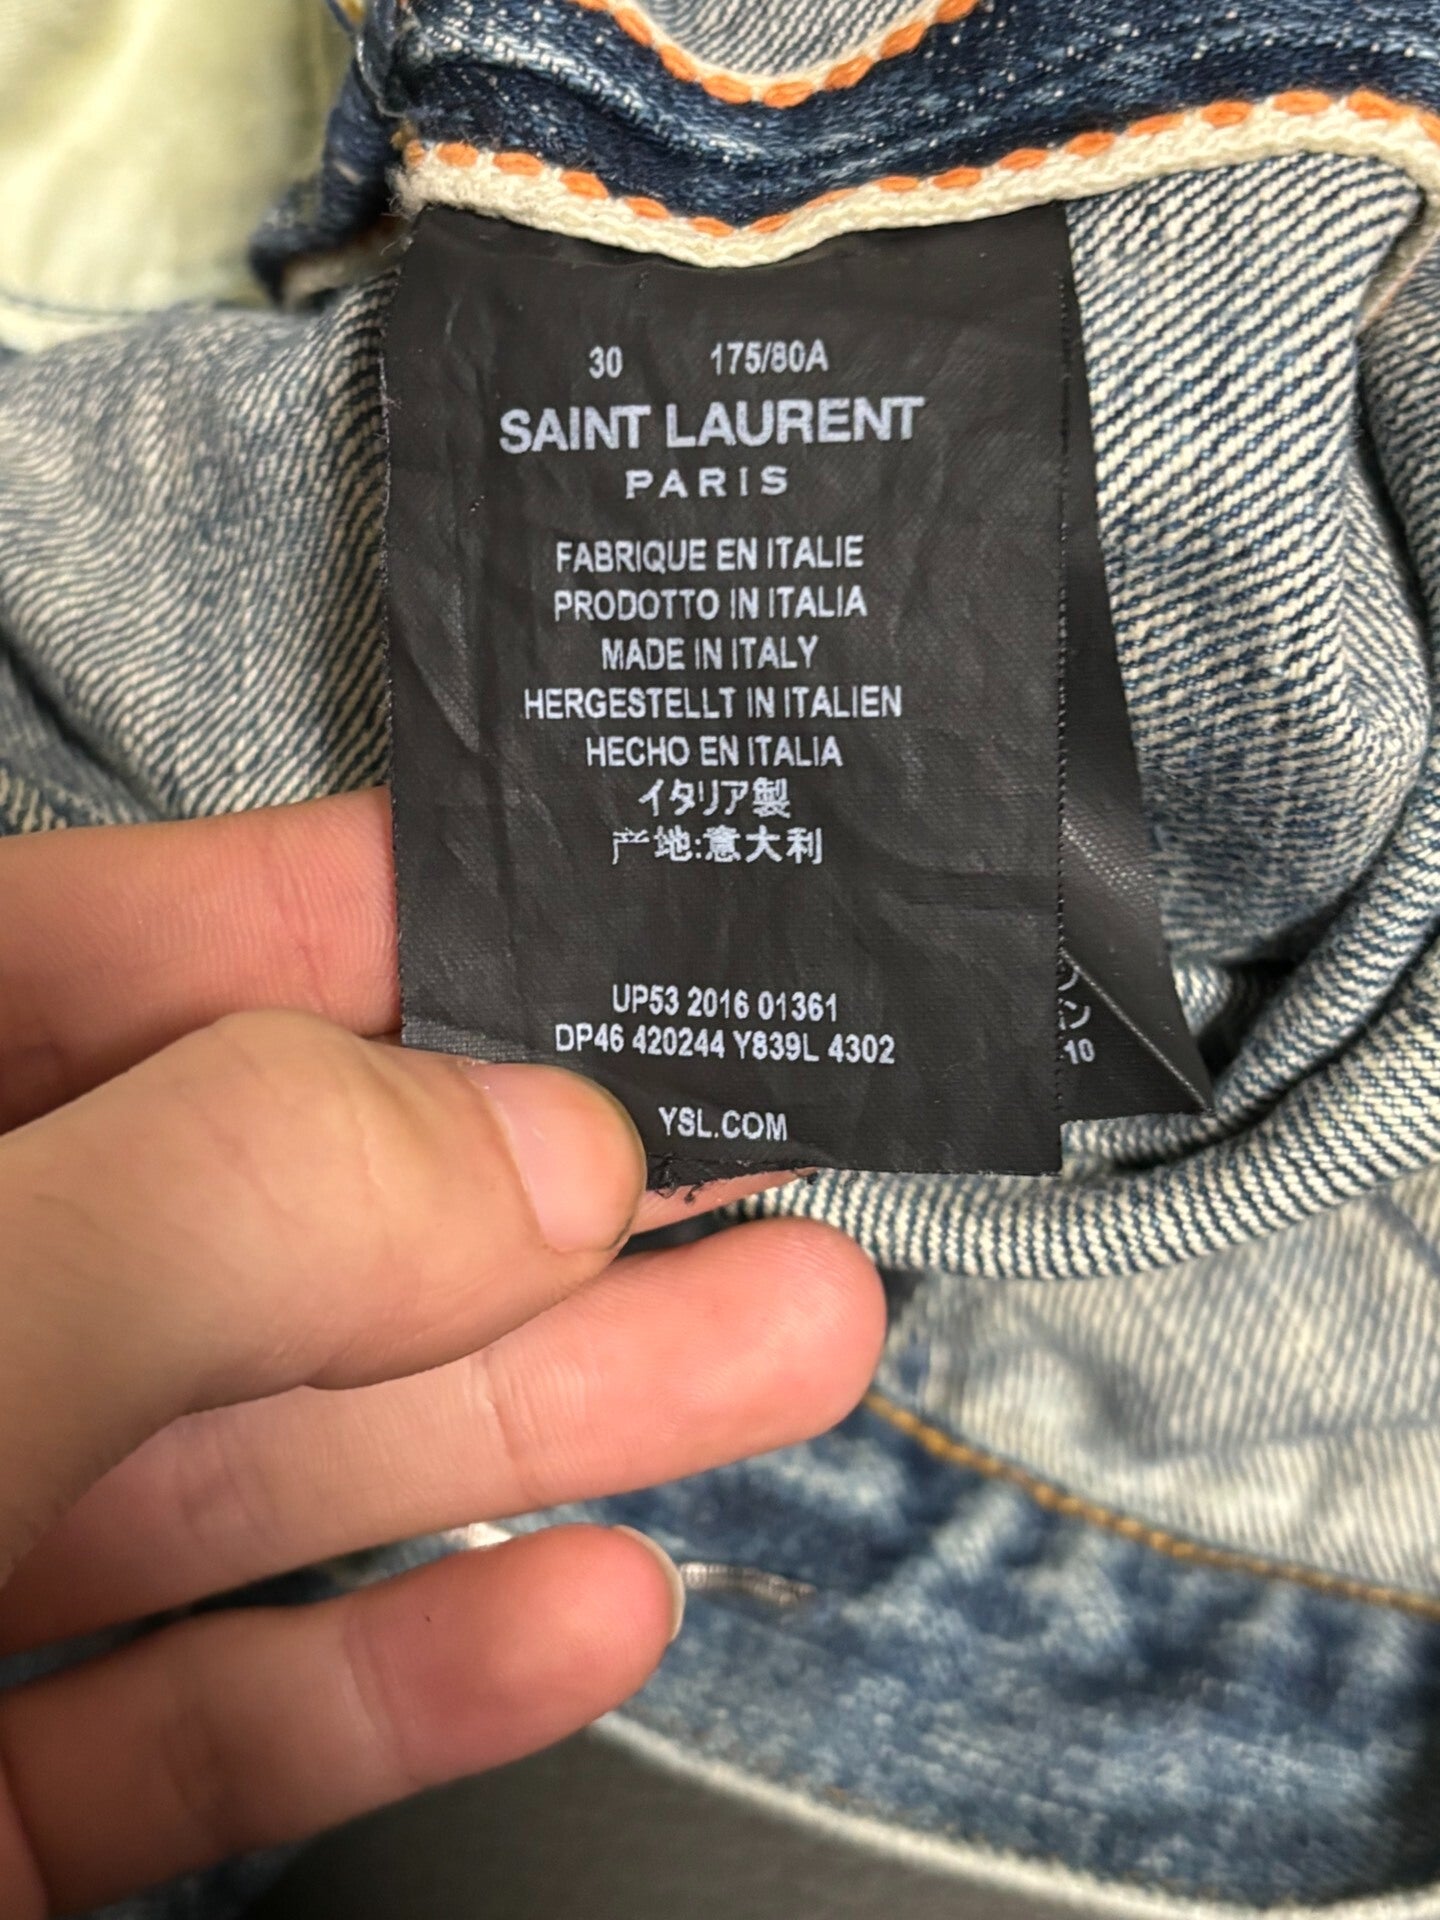 30 175/80A
SAINT LAURENT
PARIS
FABRIQUE EN ITALIE
PRODOTTO IN ITALIA
MADE IN ITALY
HERGESTELLT IN ITALIEN
HECHO EN ITALIA
イタリア製
产地:意大利
UP53 2016 01361
DP46 420244 Y839L 4302
YSL.COM
ン
10